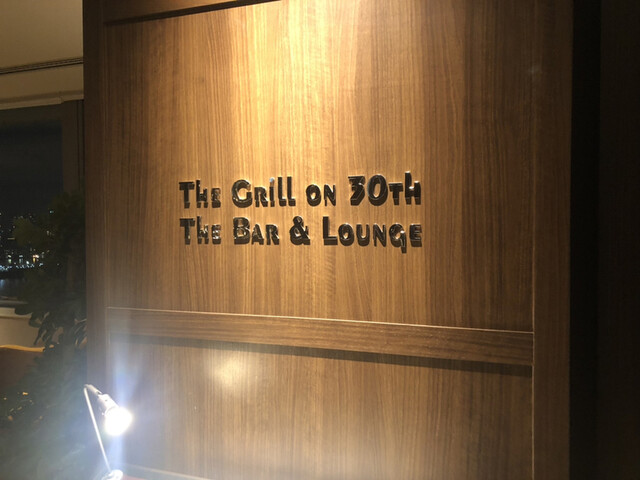 The Grill on 30th
The Bar & Lounge